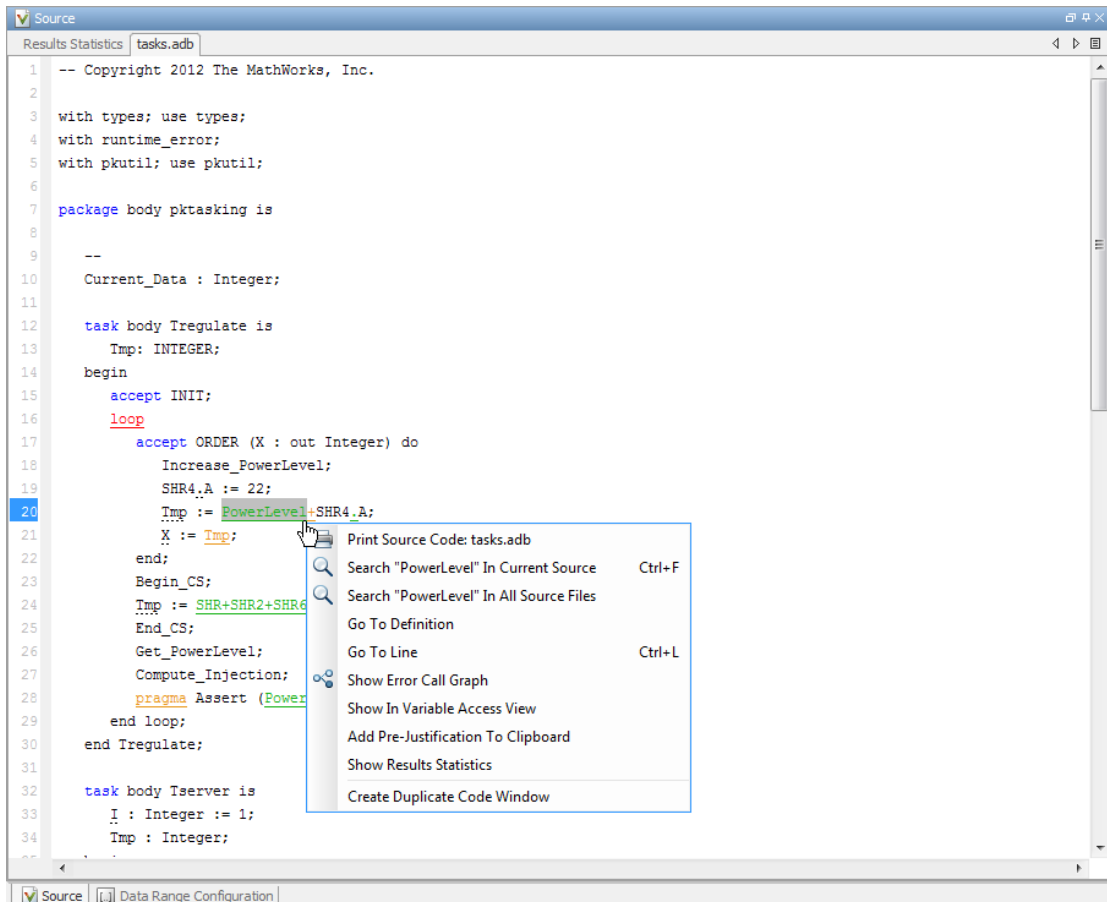 Source
Results Statistics tasks.adb
1 -- Copyright 2012 The MathWorks, Inc.
2
3 with types; use types;
4 with runtime_error;
5 with pkutil; use pkutil;
6
7 package body pktasking is
8
9 --
10 Current_Data : Integer;
11
12 task body Tregulate is
13 Tmp: INTEGER;
14 begin
15 accept INIT;
16 loop
17 accept ORDER (X : out Integer) do
18 Increase_PowerLevel;
19 SHR4.A := 22;
20 Tmp := PowerLevel+SHR4.A;
21 X := Tmp;
Print Source Code: tasks.adb
22 end;
Search "PowerLevel" In Current Source Ctrl+F
23 Begin_CS;
Search "PowerLevel" In All Source Files
24 Tmp := SHR+SHR2+SHR6
Go To Definition
25 End_CS;
26 Get_PowerLevel;
Go To Line Ctrl+L
27 Compute_Injection;
Show Error Call Graph
28 pragma Assert (Power
Show In Variable Access View
29 end loop;
30 end Tregulate;
Add Pre-Justification To Clipboard
31
Show Results Statistics
32 task body Tserver is
Create Duplicate Code Window
33 I : Integer := 1;
34 Tmp : Integer;
Source Data Range Configuration